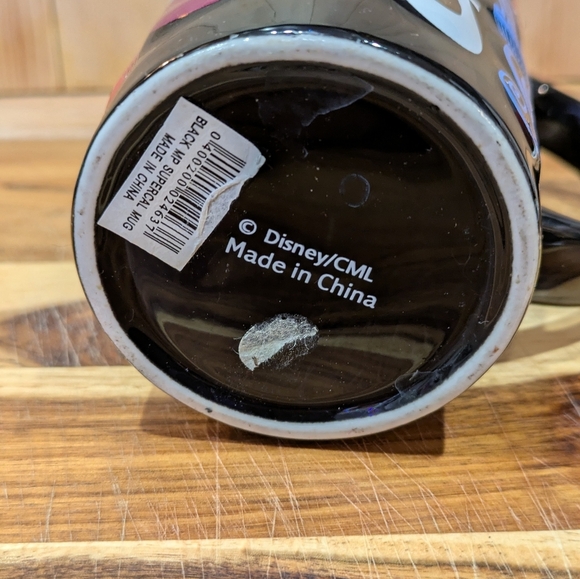 BLACK MP SUPERCAL MUG
MADE IN CHINA
© Disney/CML
Made in China